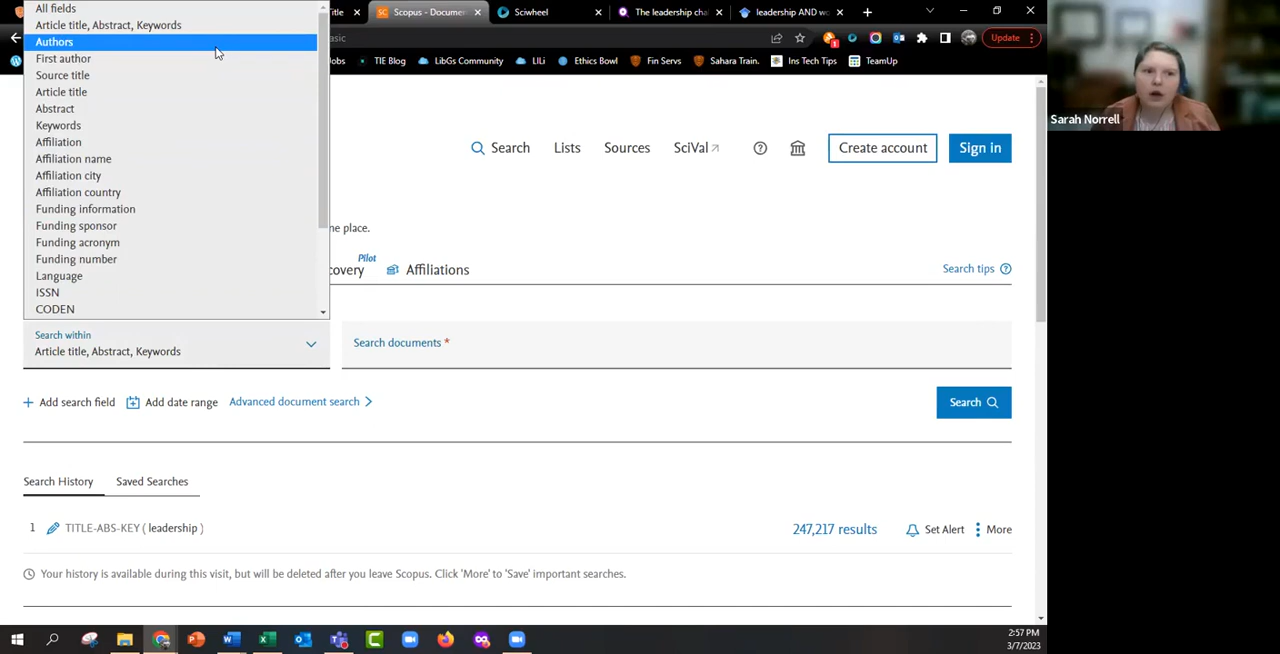 All fields
Article title, Abstract, Keywords
Authors
First author
Source title
Article title
Abstract
Keywords
Affiliation
Affiliation name
Affiliation city
Affiliation country
Funding information
Funding sponsor
Funding acronym
Funding number
Language
ISSN
CODEN
Title
Scopus - Docume
Sciwheel
The leadership chal
leadership AND wo
asic
Update
Jobs
TIE Blog
LibGs Community
LILi
Ethics Bowl
Fin Servs
Sahara Train.
Ins Tech Tips
TeamUp
Sarah Norrell
Search
Lists
Sources
SciVal
Create account
Sign in
ne place.
covery
Pilot
Affiliations
Search tips
Search within
Article title, Abstract, Keywords
Search documents *
Add search field
Add date range
Advanced document search
Search
Search History
Saved Searches
1 TITLE-ABS-KEY ( leadership )
247,217 results
Set Alert
More
Your history is available during this visit, but will be deleted after you leave Scopus. Click 'More' to 'Save' important searches.
2:57 PM
3/7/2023